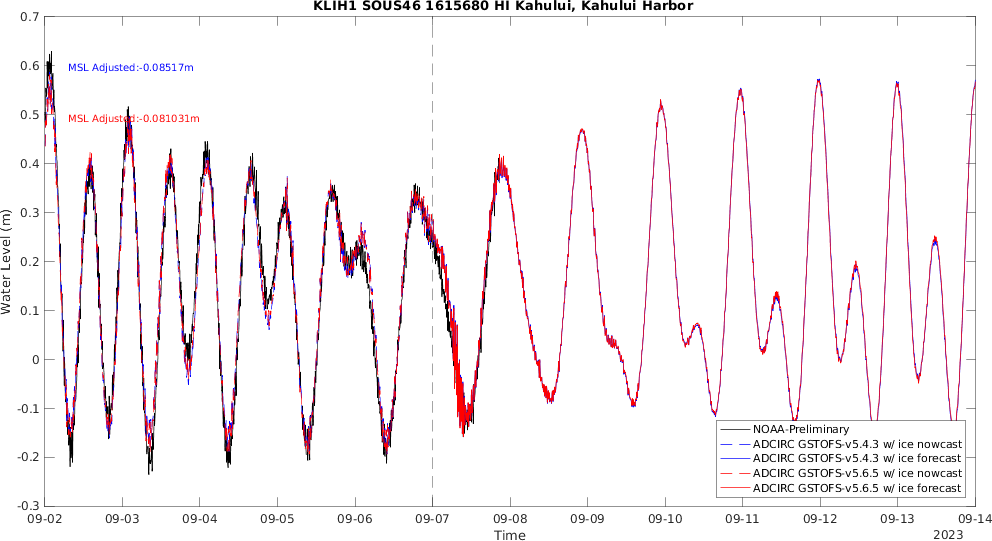 KLIH1 SOUS46 1615680 HI Kahului, Kahului Harbor
MSL Adjusted:-0.08517m
MSL Adjusted:-0.081031m
Water Level (m)
0.7
0.6
0.5
0.4
0.3
0.2
0.1
0
-0.1
-0.2
-0.3
NOAA-Preliminary
ADCIRC GSTOFS-v5.4.3 w/ ice nowcast
ADCIRC GSTOFS-v5.4.3 w/ ice forecast
ADCIRC GSTOFS-v5.6.5 w/ ice nowcast
ADCIRC GSTOFS-v5.6.5 w/ ice forecast
09-02 09-03 09-04 09-05 09-06 09-07 09-08 09-09 09-10 09-11 09-12 09-13 09-14
Time
2023